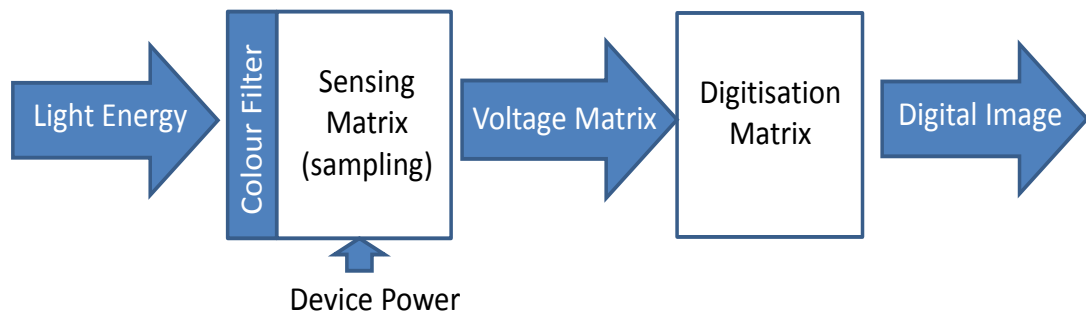 Light Energy
Colour Filter
Sensing
Matrix
(sampling)
Voltage Matrix
Digitisation
Matrix
Digital Image
Device Power